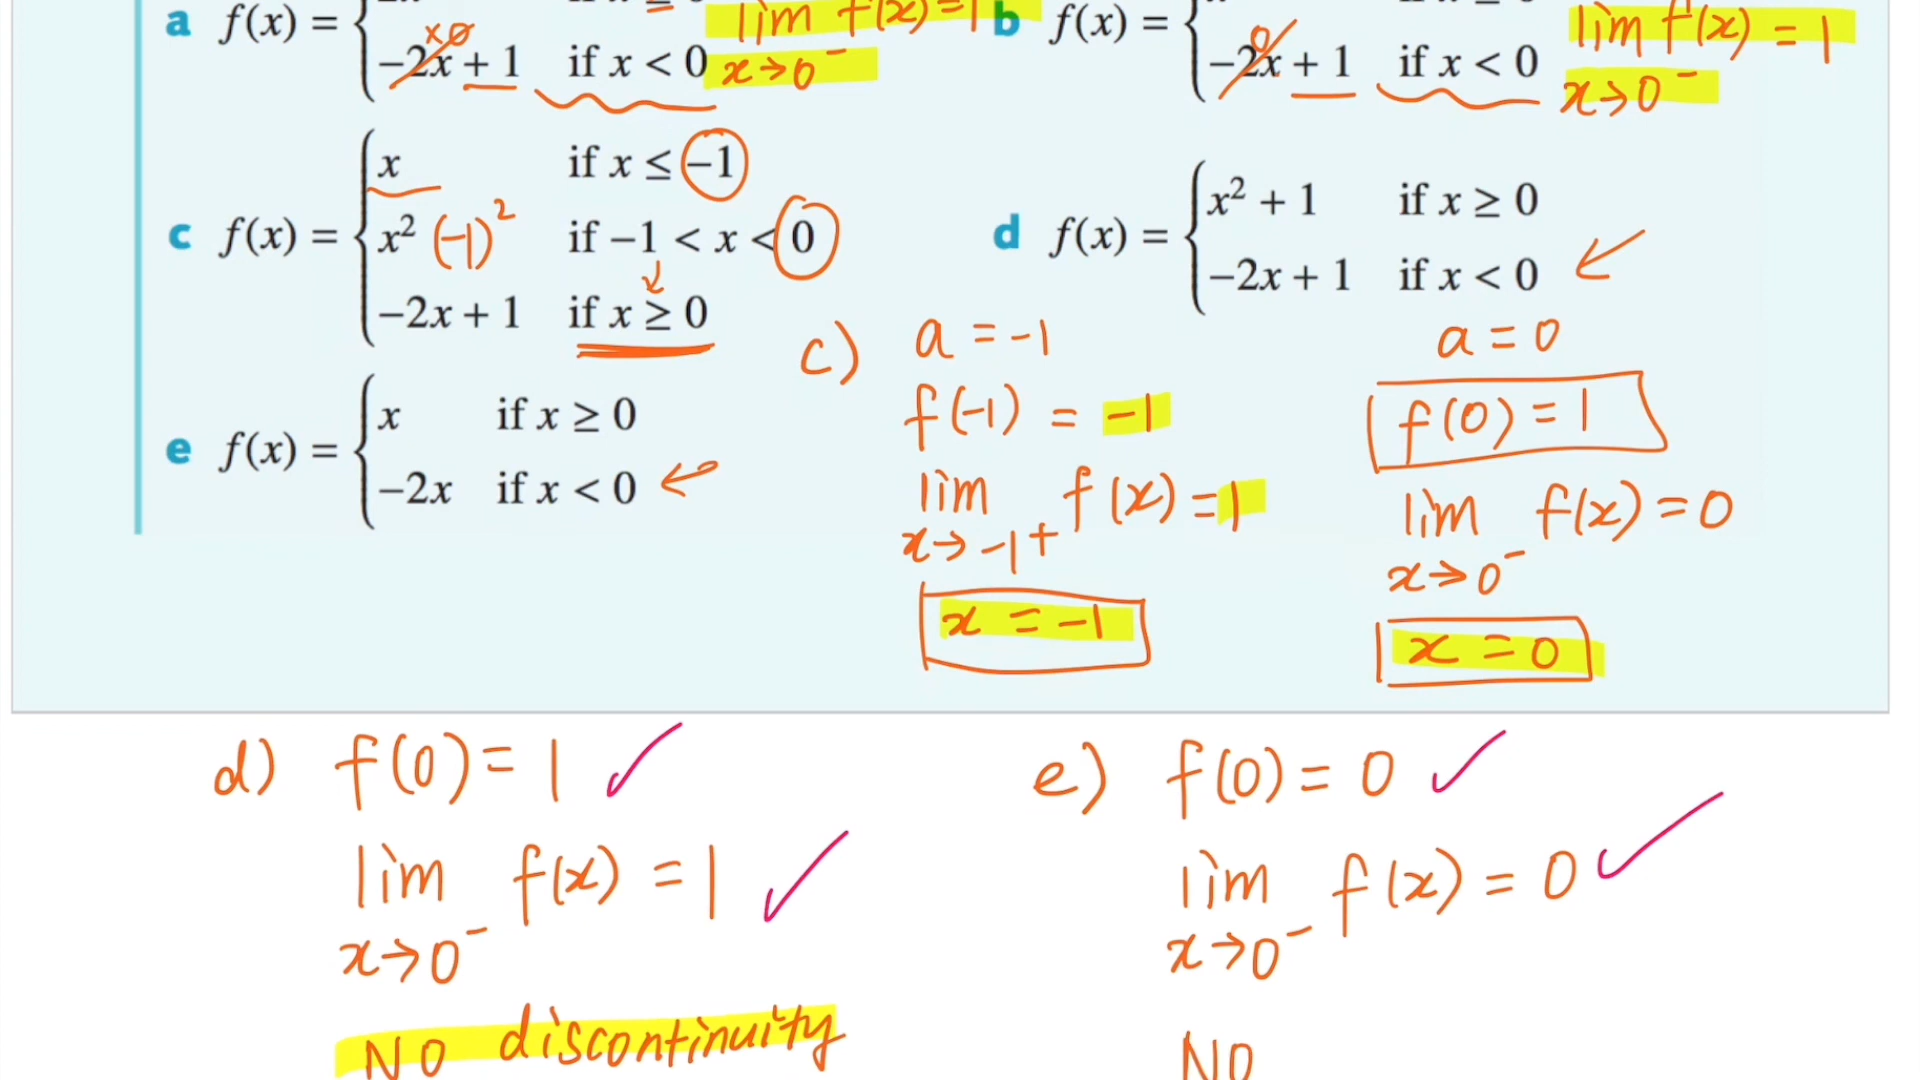 a f(x) = { −2x + 1 if x < 0
x0
lim f(x) = 1
x→0⁻
b f(x) = { −2x + 1 if x < 0
0
lim f(x) = 1
x→0⁻
c f(x) = { x if x ≤ −1
x² (-1)² if −1 < x < 0
−2x + 1 if x ≥ 0
d f(x) = { x² + 1 if x ≥ 0
−2x + 1 if x < 0
e f(x) = { x if x ≥ 0
−2x if x < 0
c) a = -1
f(-1) = -1
lim f(x) = 1
x→-1⁺
x = -1
a = 0
f(0) = 1
lim f(x) = 0
x→0⁻
x = 0
d) f(0) = 1 ✓
lim f(x) = 1 ✓
x→0⁻
NO discontinuity
e) f(0) = 0 ✓
lim f(x) = 0 ✓
x→0⁻
NO